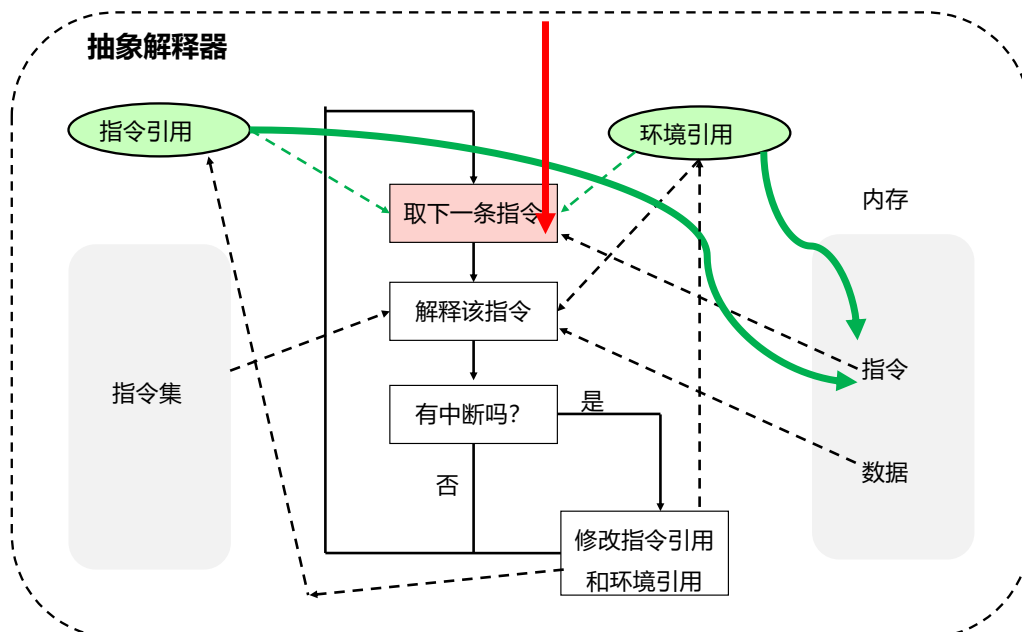 抽象解释器
指令引用
环境引用
内存
取下一条指令
解释该指令
指令
指令集
有中断吗?
是
数据
否
修改指令引用
和环境引用